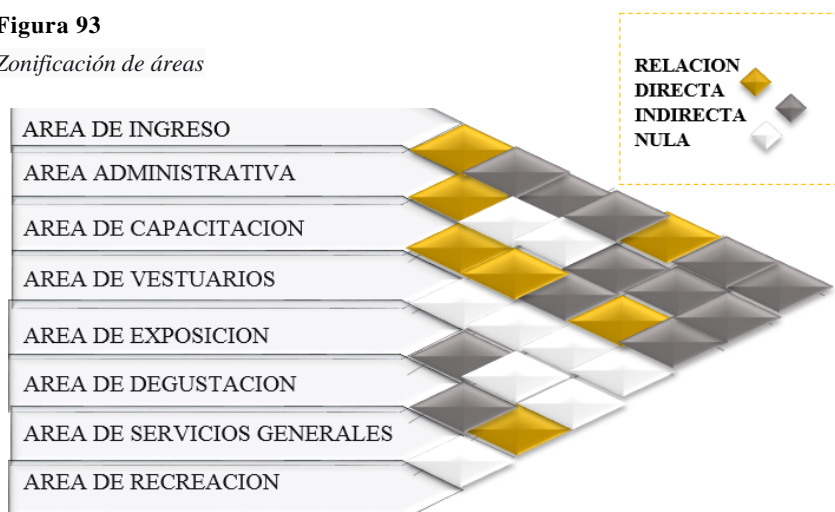 Figura 93
Zonificación de áreas
RELACION
DIRECTA
INDIRECTA
NULA
AREA DE INGRESO
AREA ADMINISTRATIVA
AREA DE CAPACITACION
AREA DE VESTUARIOS
AREA DE EXPOSICION
AREA DE DEGUSTACION
AREA DE SERVICIOS GENERALES
AREA DE RECREACION